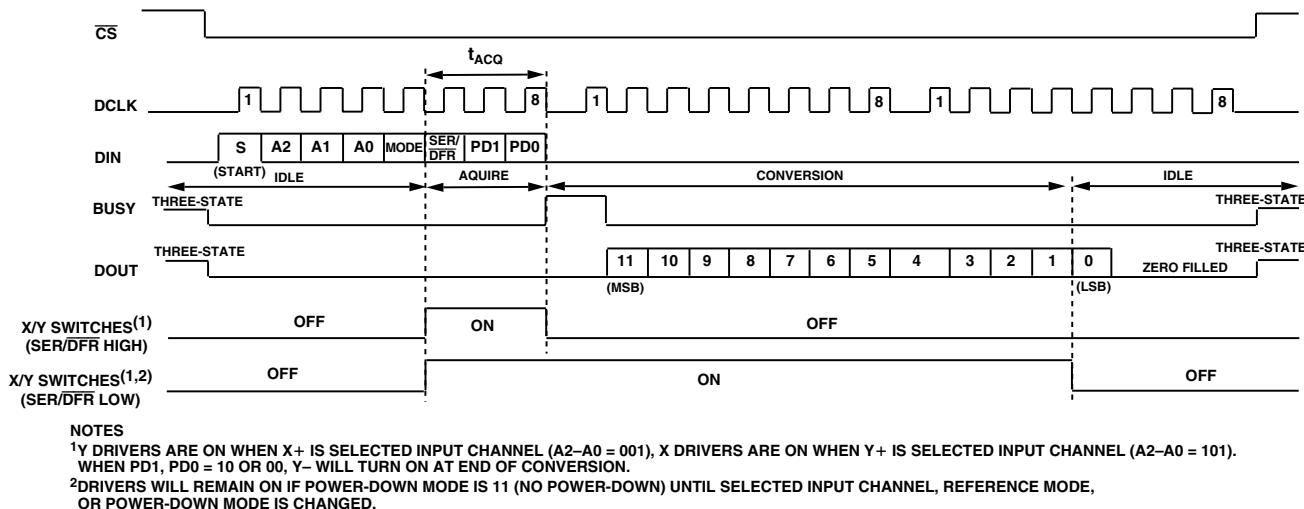 CS
tACQ
DCLK 1 8 1 8 1 8
DIN S A2 A1 A0 MODE SER/DFR PD1 PD0
(START) IDLE AQUIRE CONVERSION IDLE
THREE-STATE THREE-STATE
BUSY
THREE-STATE THREE-STATE
DOUT 11 10 9 8 7 6 5 4 3 2 1 0 ZERO FILLED
(MSB) (LSB)
X/Y SWITCHES(1) OFF ON OFF
(SER/DFR HIGH)
X/Y SWITCHES(1,2) OFF ON OFF
(SER/DFR LOW)
NOTES
1Y DRIVERS ARE ON WHEN X+ IS SELECTED INPUT CHANNEL (A2–A0 = 001), X DRIVERS ARE ON WHEN Y+ IS SELECTED INPUT CHANNEL (A2–A0 = 101).
WHEN PD1, PD0 = 10 OR 00, Y– WILL TURN ON AT END OF CONVERSION.
2DRIVERS WILL REMAIN ON IF POWER-DOWN MODE IS 11 (NO POWER-DOWN) UNTIL SELECTED INPUT CHANNEL, REFERENCE MODE,
OR POWER-DOWN MODE IS CHANGED.